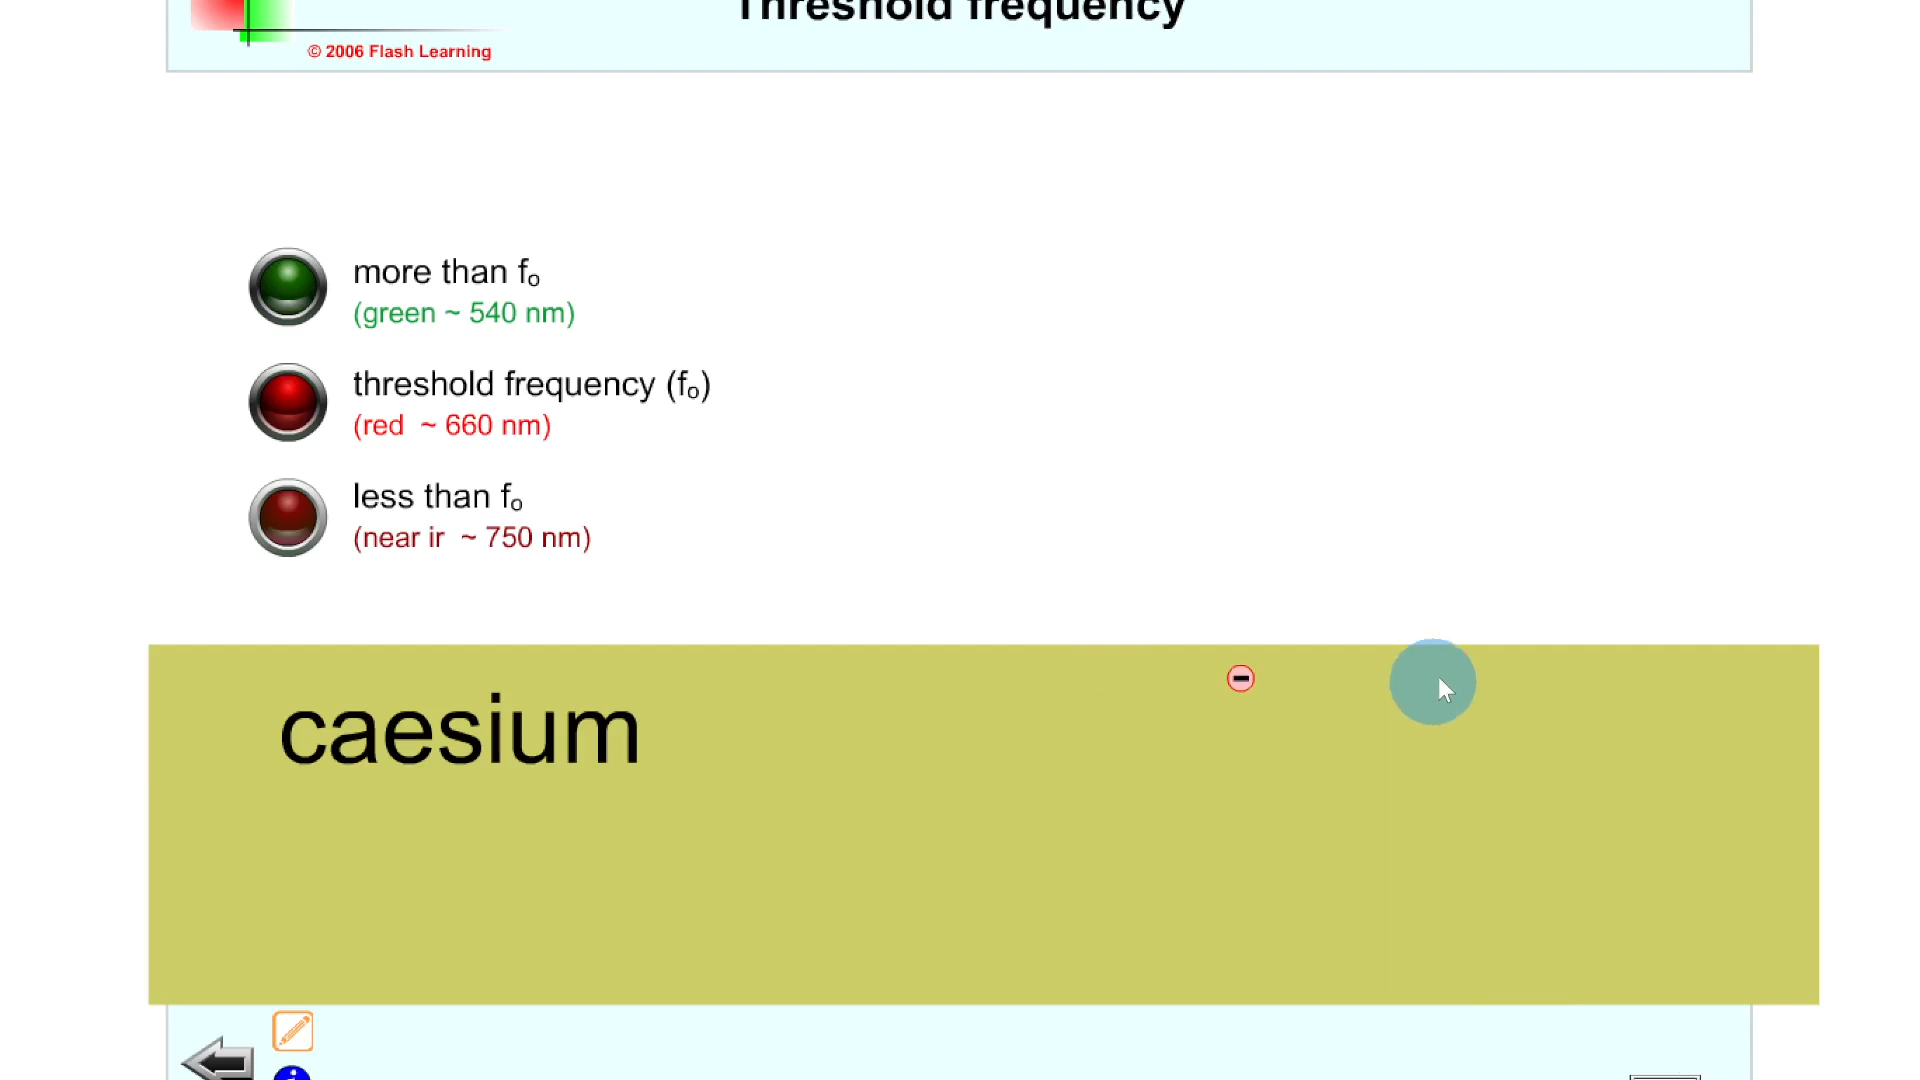 Threshold frequency
© 2006 Flash Learning
more than fₒ
(green ~ 540 nm)
threshold frequency (fₒ)
(red ~ 660 nm)
less than fₒ
(near ir ~ 750 nm)
caesium